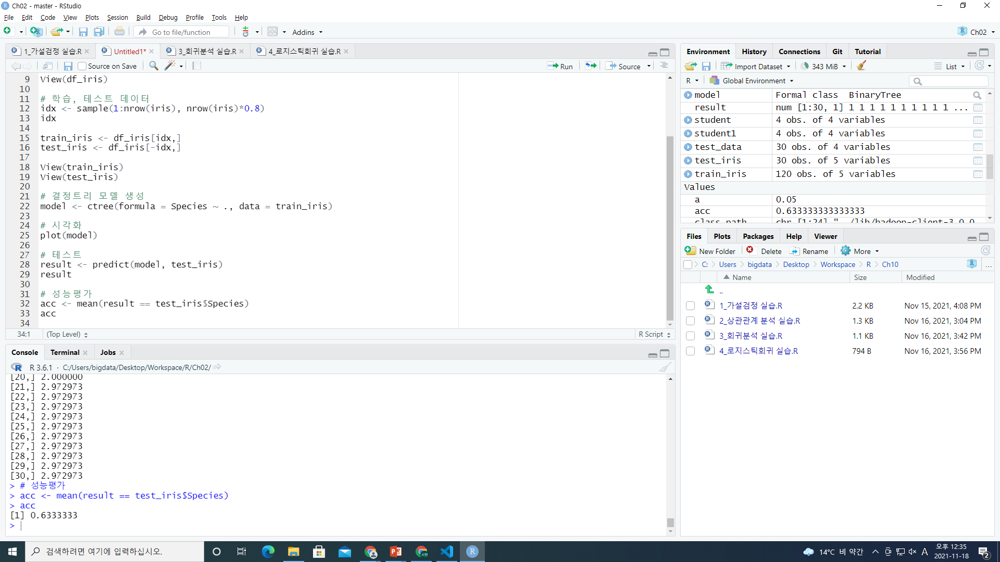 Ch02 - master - RStudio
File Edit Code View Plots Session Build Debug Profile Tools Help
Go to file/function Addins Ch02
1_가설검정 실습.R Untitled1* 3_회귀분석 실습.R 4_로지스틱회귀 실습.R
Source on Save Run Source
9 View(df_iris)
10
11 # 학습, 테스트 데이터
12 idx <- sample(1:nrow(iris), nrow(iris)*0.8)
13 idx
14
15 train_iris <- df_iris[idx,]
16 test_iris <- df_iris[-idx,]
17
18 View(train_iris)
19 View(test_iris)
20
21 # 결정트리 모델 생성
22 model <- ctree(formula = Species ~ ., data = train_iris)
23
24 # 시각화
25 plot(model)
26
27 # 테스트
28 result <- predict(model, test_iris)
29 result
30
31 # 성능평가
32 acc <- mean(result == test_iris$Species)
33 acc
34
34:1 (Top Level) R Script
Console Terminal Jobs
R 3.6.1 · C:/Users/bigdata/Desktop/Workspace/R/Ch02/
[20,] 2.000000
[21,] 2.972973
[22,] 2.972973
[23,] 2.972973
[24,] 2.972973
[25,] 2.972973
[26,] 2.972973
[27,] 2.972973
[28,] 2.972973
[29,] 2.972973
[30,] 2.972973
> # 성능평가
> acc <- mean(result == test_iris$Species)
> acc
[1] 0.6333333
>
Environment History Connections Git Tutorial
Import Dataset 343 MiB List
R Global Environment
model Formal class BinaryTree
result num [1:30, 1] 1 1 1 1 1 1 1 1 1 1 ...
student 4 obs. of 4 variables
student1 4 obs. of 4 variables
test_data 30 obs. of 4 variables
test_iris 30 obs. of 5 variables
train_iris 120 obs. of 5 variables
Values
a 0.05
acc 0.633333333333333
class_path chr [1:24] " /lib/hadoop-client-3.0.0
Files Plots Packages Help Viewer
New Folder Delete Rename More
C: Users bigdata Desktop Workspace R Ch10 ...
Name Size Modified
..
1_가설검정 실습.R 2.2 KB Nov 15, 2021, 4:08 PM
2_상관관계 분석 실습.R 1.3 KB Nov 16, 2021, 3:04 PM
3_회귀분석 실습.R 1.1 KB Nov 16, 2021, 3:42 PM
4_로지스틱회귀 실습.R 794 B Nov 16, 2021, 3:56 PM
검색하려면 여기에 입력하십시오.
14°C 비 약간 A 오후 12:35
2021-11-18
2